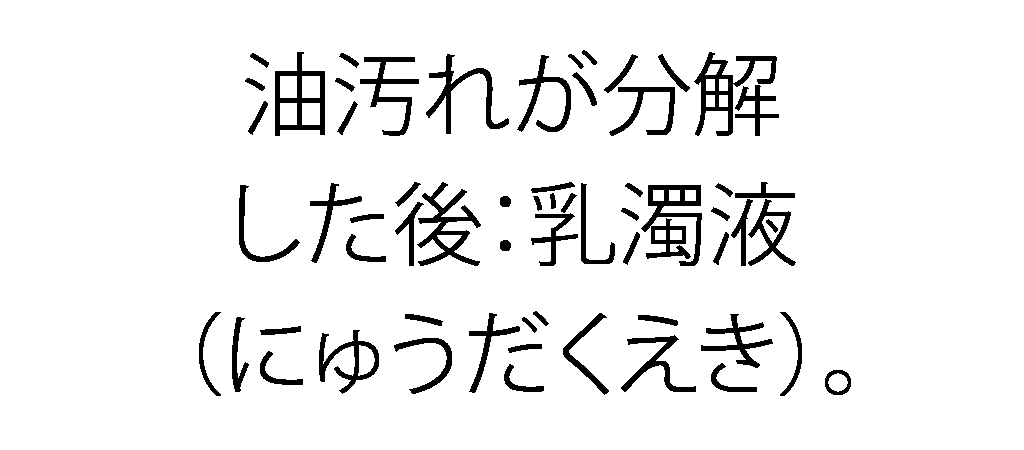 油汚れが分解
した後：乳濁液
（にゅうだくえき）。